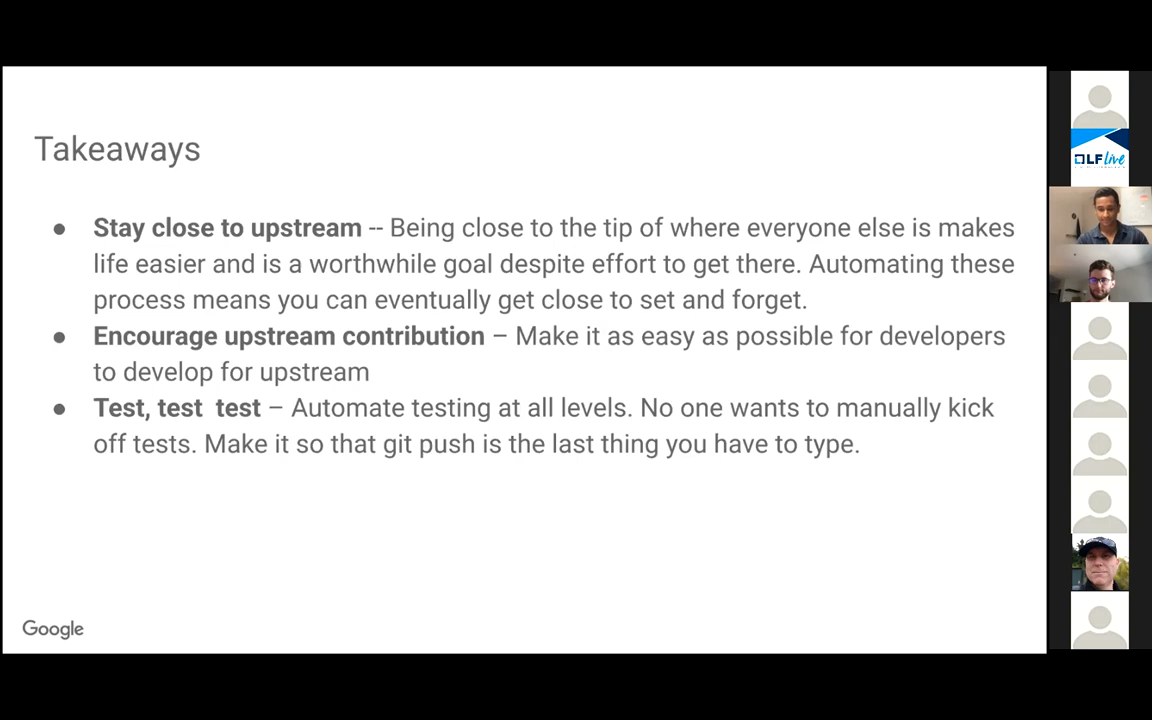 Takeaways
● Stay close to upstream -- Being close to the tip of where everyone else is makes
life easier and is a worthwhile goal despite effort to get there. Automating these
process means you can eventually get close to set and forget.
● Encourage upstream contribution – Make it as easy as possible for developers
to develop for upstream
● Test, test  test – Automate testing at all levels. No one wants to manually kick
off tests. Make it so that git push is the last thing you have to type.
Google
LF Live